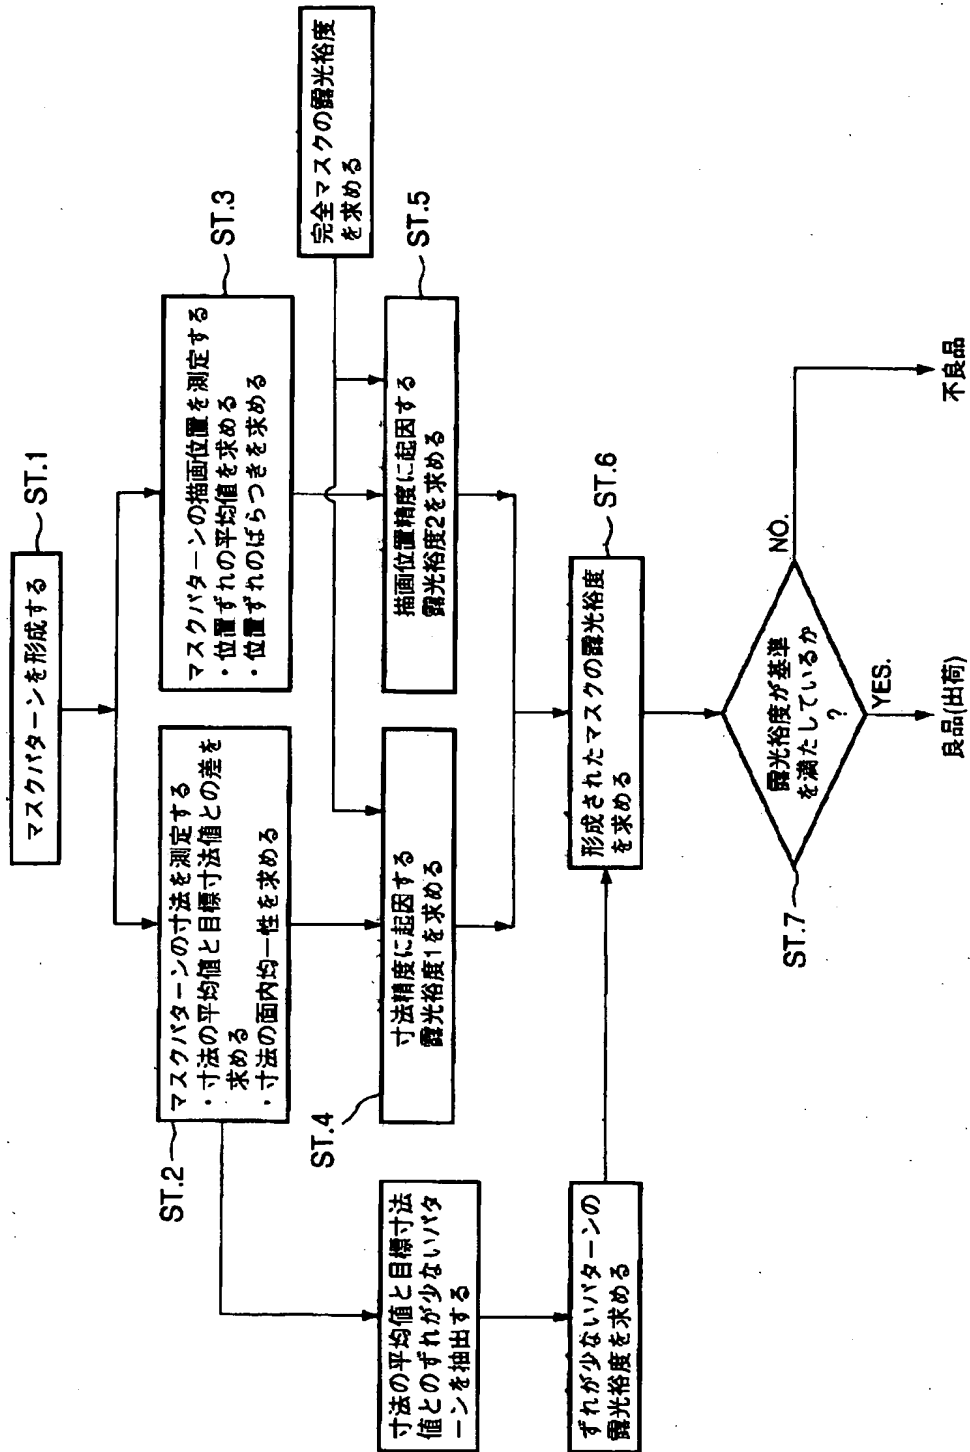 マスクパターンを形成する
ST.1
マスクパターンの寸法を測定する
・寸法の平均値と目標寸法値との差を
求める
・寸法の面内均一性を求める
ST.2
マスクパターンの描画位置を測定する
・位置ずれの平均値を求める
・位置ずれのばらつきを求める
ST.3
完全マスクの露光裕度
を求める
寸法の平均値と目標寸法
値とのずれが少ないパタ
ーンを抽出する
寸法精度に起因する
露光裕度1を求める
ST.4
描画位置精度に起因する
露光裕度2を求める
ST.5
ずれが少ないパターンの
露光裕度を求める
形成されたマスクの露光裕度
を求める
ST.6
露光裕度が基準
を満たしているか
?
ST.7
YES.
NO.
良品(出荷)
不良品